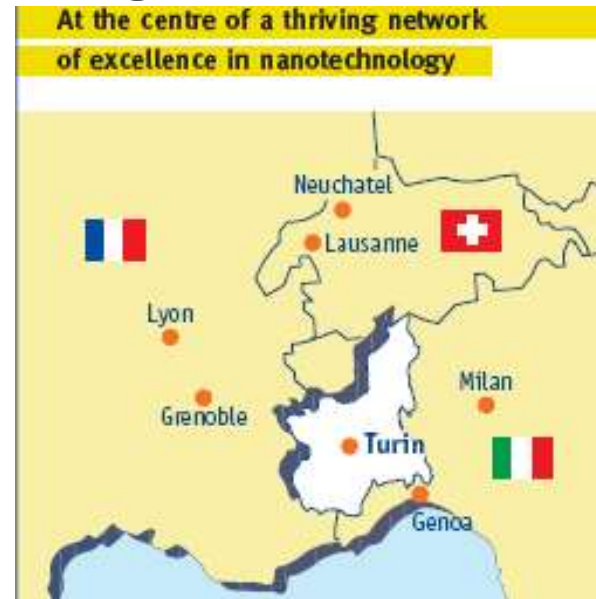 At the centre of a thriving network
of excellence in nanotechnology
Neuchatel
Lausanne
Lyon
Grenoble
Milan
Turin
Genoa